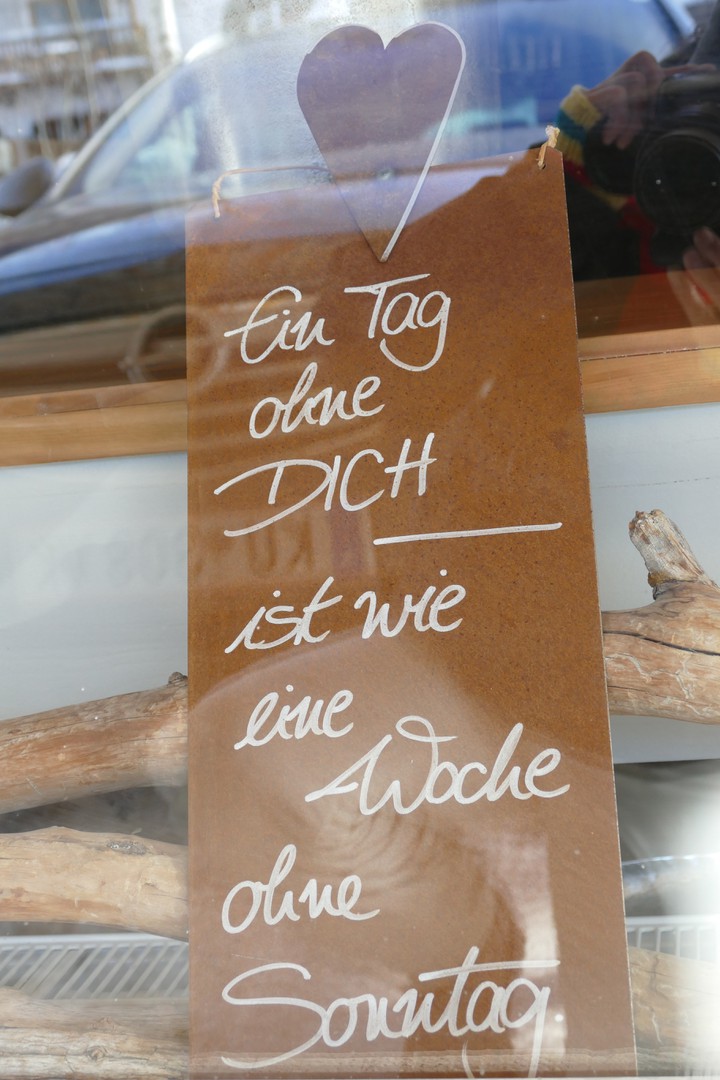 Ein Tag
ohne
DICH
ist wie
eine
Woche
ohne
Sonntag